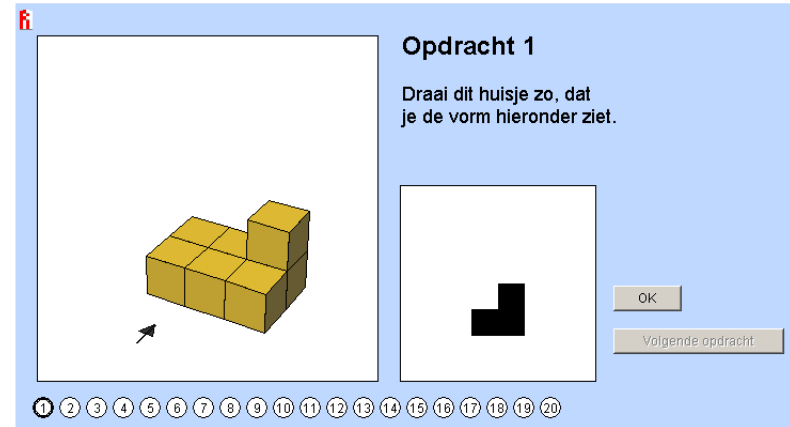 Opdracht 1
Draai dit huisje zo, dat
je de vorm hieronder ziet.
OK
Volgende opdracht
1 2 3 4 5 6 7 8 9 10 11 12 13 14 15 16 17 18 19 20